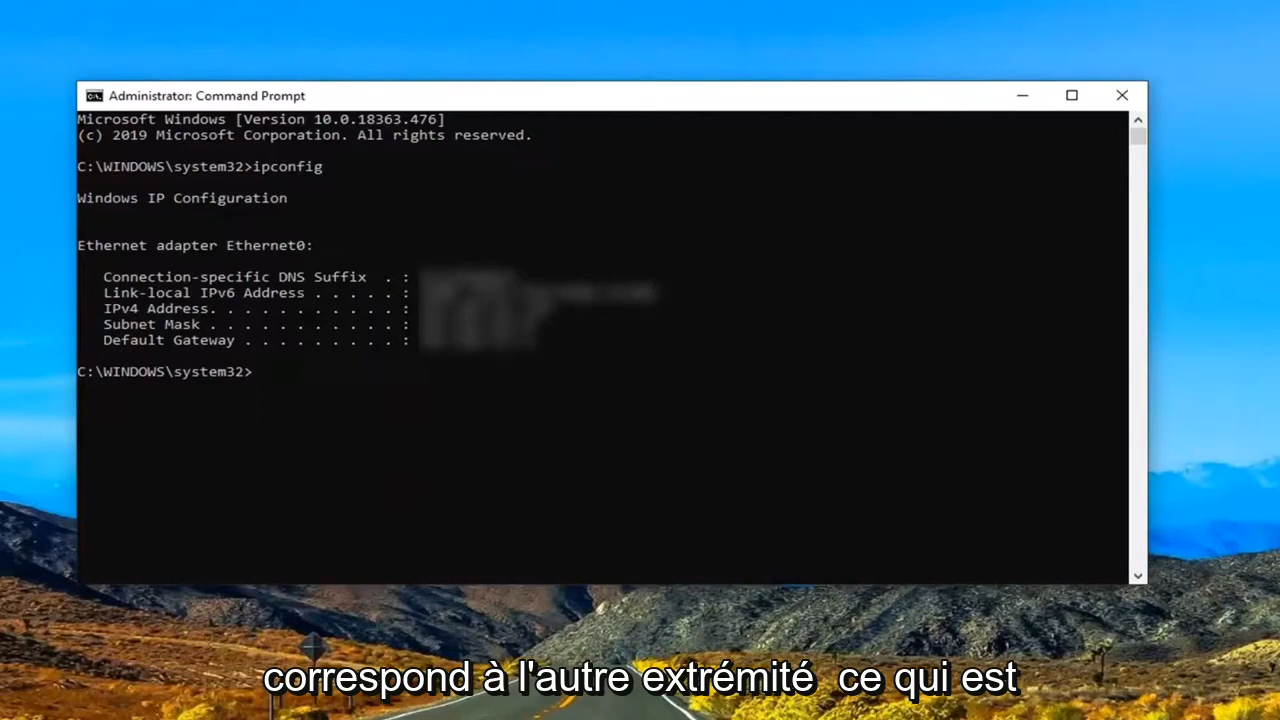 Administrator: Command Prompt
Microsoft Windows [Version 10.0.18363.476]
(c) 2019 Microsoft Corporation. All rights reserved.
C:\WINDOWS\system32>ipconfig
Windows IP Configuration
Ethernet adapter Ethernet0:
Connection-specific DNS Suffix  . :
Link-local IPv6 Address . . . . . :
IPv4 Address. . . . . . . . . . . :
Subnet Mask . . . . . . . . . . . :
Default Gateway . . . . . . . . . :
C:\WINDOWS\system32>
correspond à l'autre extrémité  ce qui est